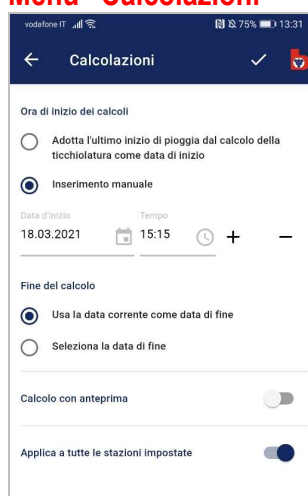 Menu "Calcolazioni"
vodafone IT 75% 13:31
Calcolazioni
Ora di inizio dei calcoli
Adotta l'ultimo inizio di pioggia dal calcolo della
ticchiolatura come data di inizio
Inserimento manuale
Data d'inizio Tempo
18.03.2021 15:15 + −
Fine del calcolo
Usa la data corrente come data di fine
Seleziona la data di fine
Calcolo con anteprima
Applica a tutte le stazioni impostate